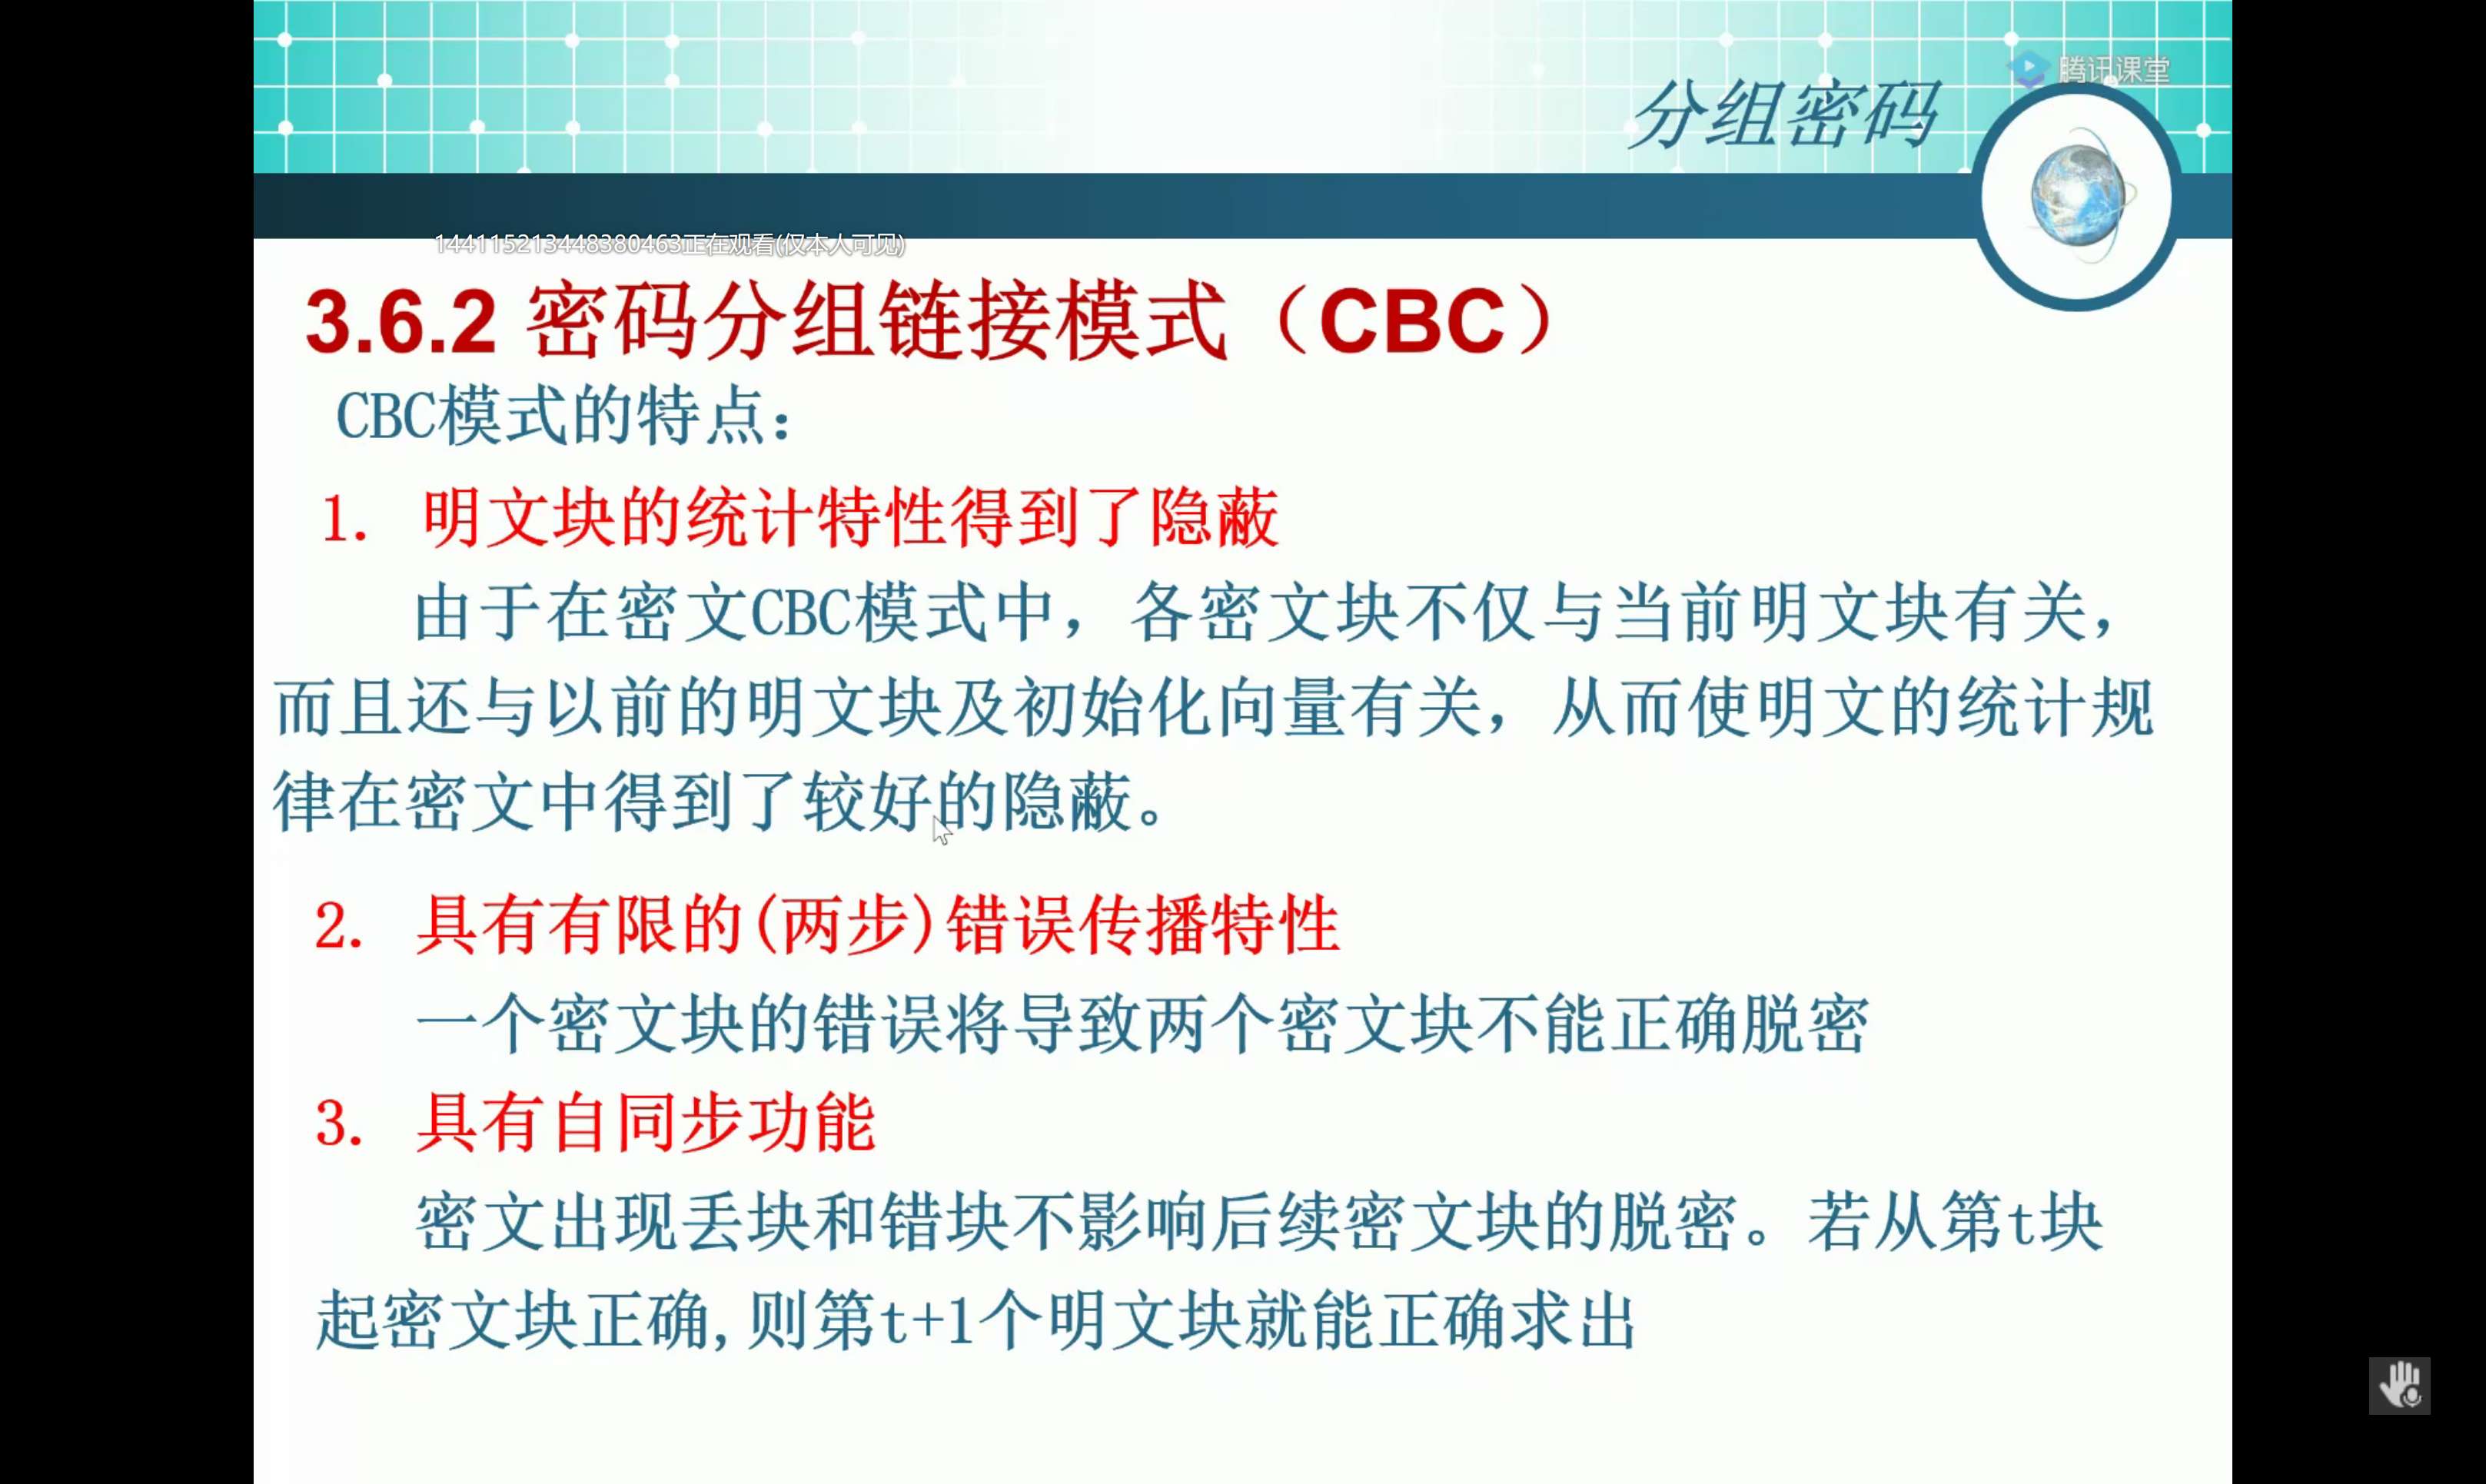 腾讯课堂
分组密码
144115213448380463正在观看(仅本人可见)
3.6.2 密码分组链接模式（CBC）
CBC模式的特点：
1. 明文块的统计特性得到了隐蔽
由于在密文CBC模式中，各密文块不仅与当前明文块有关，
而且还与以前的明文块及初始化向量有关，从而使明文的统计规
律在密文中得到了较好的隐蔽。
2. 具有有限的(两步)错误传播特性
一个密文块的错误将导致两个密文块不能正确脱密
3. 具有自同步功能
密文出现丢块和错块不影响后续密文块的脱密。若从第t块
起密文块正确,则第t+1个明文块就能正确求出